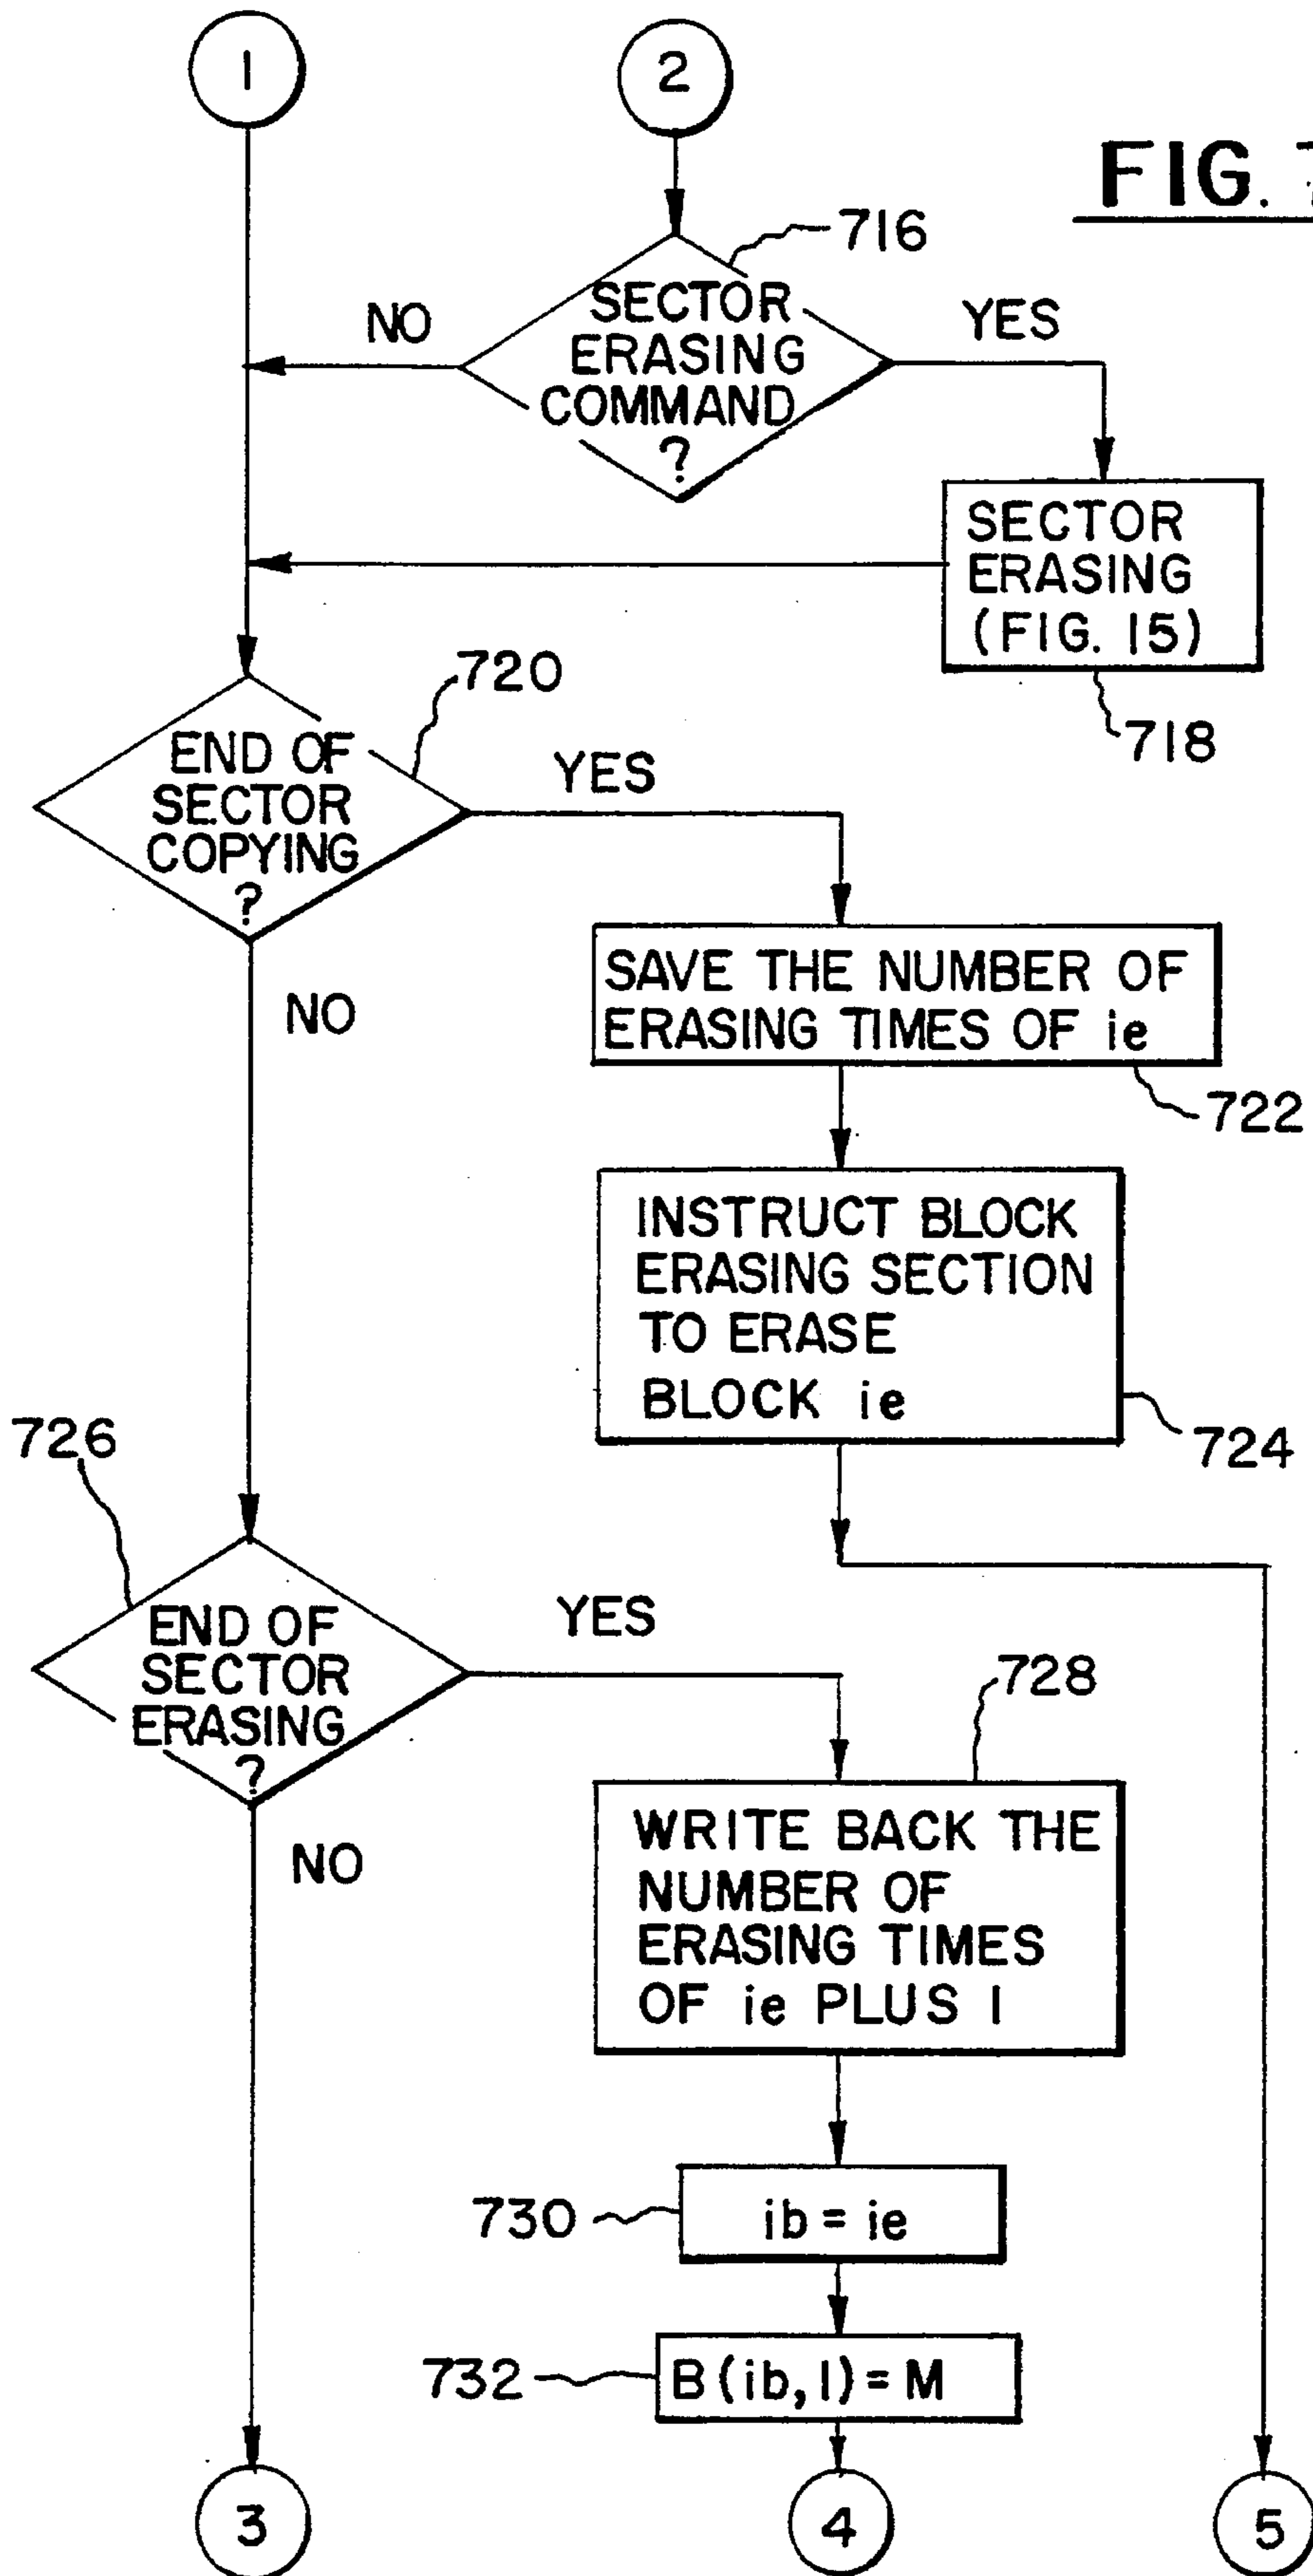 1
2
FIG. 7
716
NO
SECTOR
ERASING
COMMAND
?
YES
SECTOR
ERASING
(FIG. 15)
718
720
END OF
SECTOR
COPYING
?
YES
NO
SAVE THE NUMBER OF
ERASING TIMES OF ie
722
INSTRUCT BLOCK
ERASING SECTION
TO ERASE
BLOCK ie
724
726
END OF
SECTOR
ERASING
?
YES
NO
728
WRITE BACK THE
NUMBER OF
ERASING TIMES
OF ie PLUS 1
730
ib = ie
732
B(ib,1) = M
3
4
5